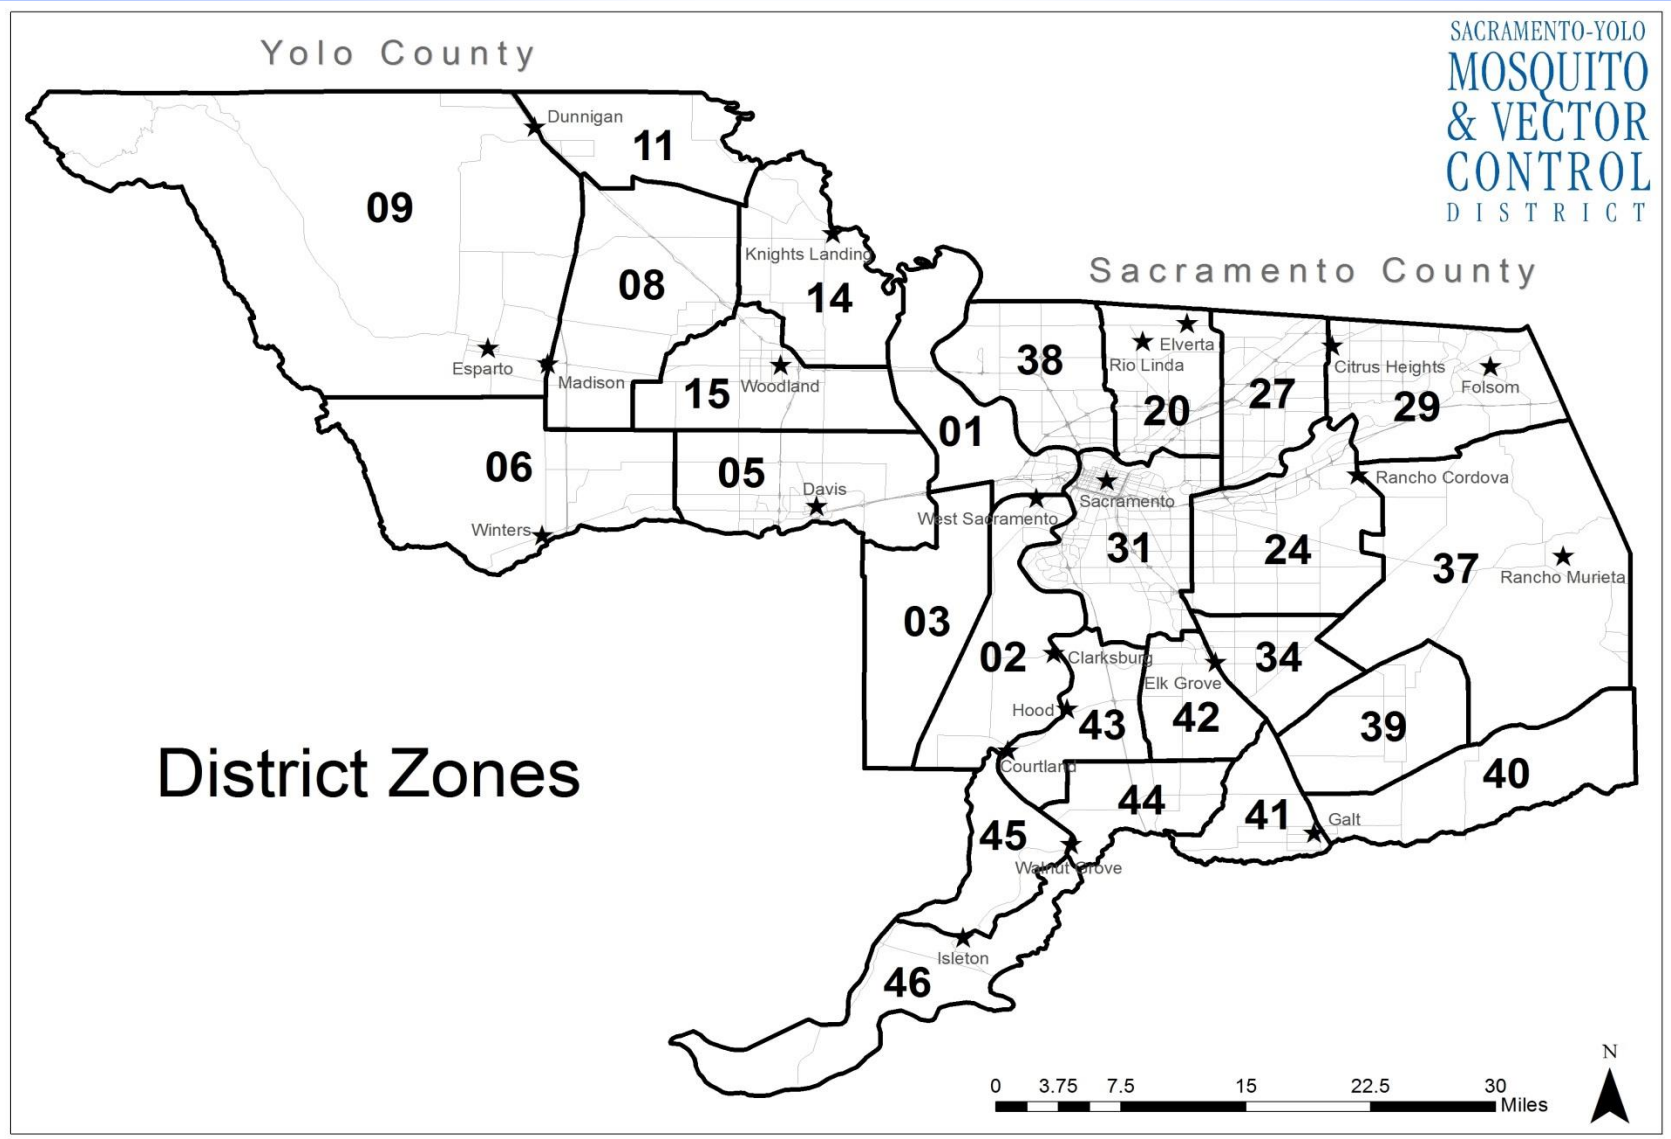 Yolo County
SACRAMENTO-YOLO
MOSQUITO
& VECTOR
CONTROL
DISTRICT
Dunnigan
11
09
Knights Landing
Sacramento County
08
14
Elverta
38
Rio Linda
Citrus Heights
Esparto
Madison
Woodland
Folsom
15
27
29
20
01
06
05
Rancho Cordova
Davis
Sacramento
West Sacramento
Winters
31
24
37
Rancho Murieta
03
02
Clarksburg
34
Elk Grove
Hood
43
42
39
District Zones
Courtland
40
44
41
Galt
45
Walnut Grove
Isleton
46
N
0 3.75 7.5 15 22.5 30
Miles